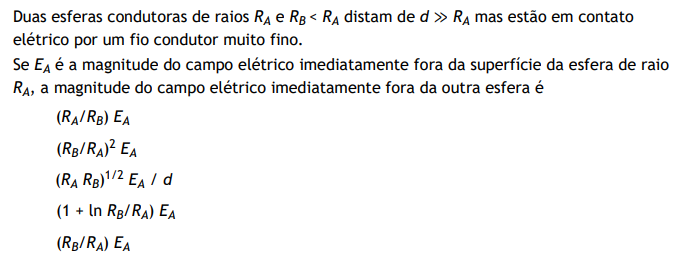 Duas esferas condutoras de raios R_A e R_B < R_A distam de d ≫ R_A mas estão em contato
elétrico por um fio condutor muito fino.
Se E_A é a magnitude do campo elétrico imediatamente fora da superfície da esfera de raio
R_A, a magnitude do campo elétrico imediatamente fora da outra esfera é
(R_A/R_B) E_A
(R_B/R_A)² E_A
(R_A R_B)^1/2 E_A / d
(1 + ln R_B/R_A) E_A
(R_B/R_A) E_A